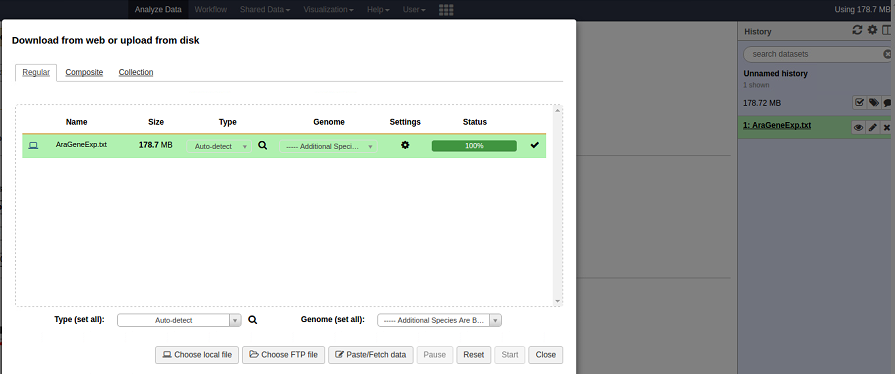 Analyze Data Workflow Shared Data Visualization Help User Using 178.7 MB
Download from web or upload from disk
Regular Composite Collection
Name Size Type Genome Settings Status
AraGeneExp.txt 178.7 MB Auto-detect ----- Additional Speci... 100%
Type (set all): Auto-detect Genome (set all): ----- Additional Species Are B...
Choose local file Choose FTP file Paste/Fetch data Pause Reset Start Close
History
search datasets
Unnamed history
1 shown
178.72 MB
1: AraGeneExp.txt